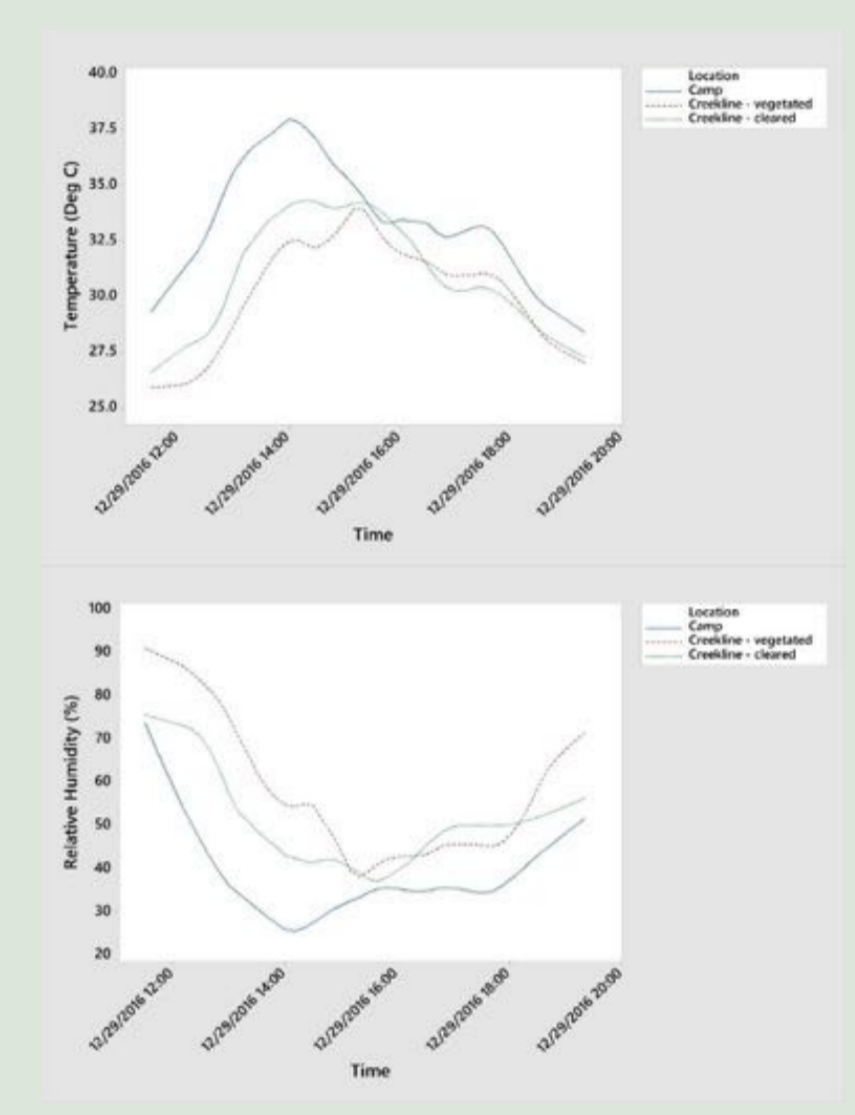 40.0
37.5
35.0
32.5
30.0
27.5
25.0
Temperature (Deg C)
12/29/2016 12:00
12/29/2016 14:00
12/29/2016 16:00
12/29/2016 18:00
12/29/2016 20:00
Time
Location
Camp
Creekline - vegetated
Creekline - cleared
100
90
80
70
60
50
40
30
20
Relative Humidity (%)
12/29/2016 12:00
12/29/2016 14:00
12/29/2016 16:00
12/29/2016 18:00
12/29/2016 20:00
Time
Location
Camp
Creekline - vegetated
Creekline - cleared